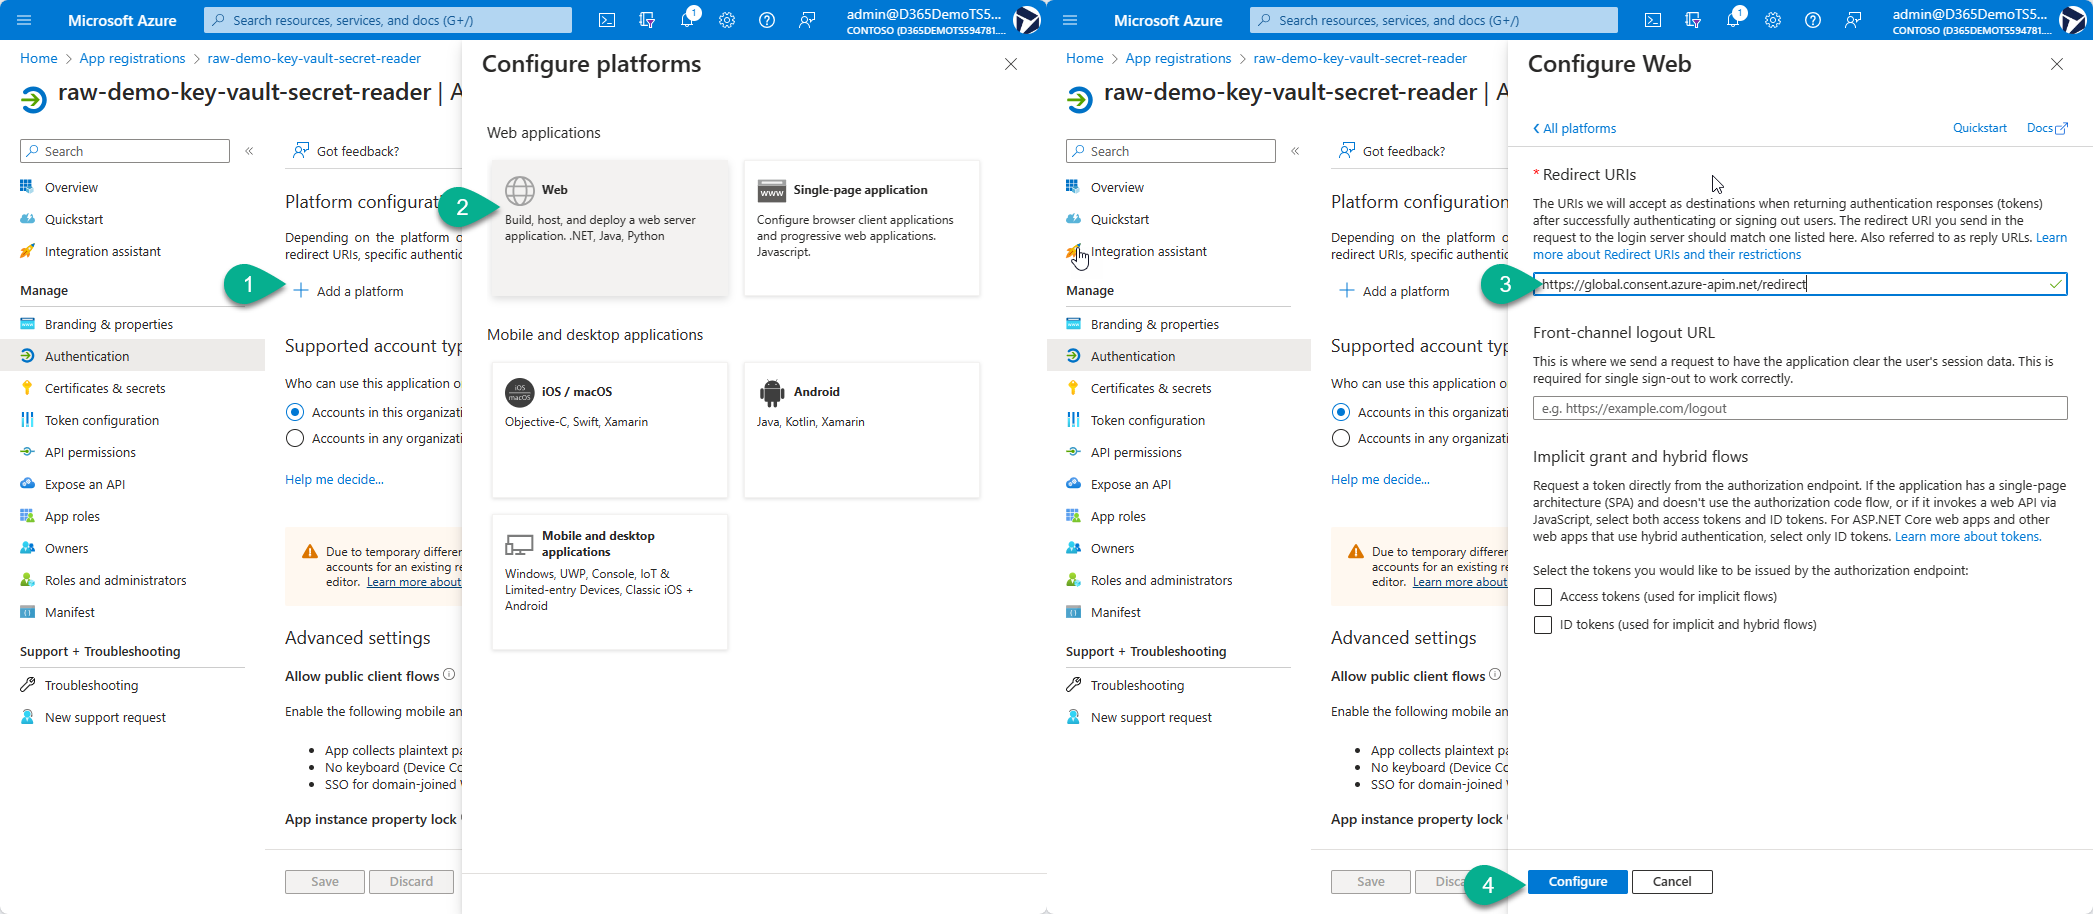 Microsoft Azure
Search resources, services, and docs (G+/)
1
admin@D365DemoTS5...
CONTOSO (D365DEMOTS594781....
Home > App registrations > raw-demo-key-vault-secret-reader
raw-demo-key-vault-secret-reader | A
Search
«
Overview
Quickstart
Integration assistant
Manage
Branding & properties
Authentication
Certificates & secrets
Token configuration
API permissions
Expose an API
App roles
Owners
Roles and administrators
Manifest
Support + Troubleshooting
Troubleshooting
New support request
Got feedback?
Platform configurat
Depending on the platform o
redirect URIs, specific authentic
1
Add a platform
Supported account typ
Who can use this application o
Accounts in this organizati
Accounts in any organizati
Help me decide...
Due to temporary differen
accounts for an existing re
editor. Learn more about
Advanced settings
Allow public client flows
Enable the following mobile an
App collects plaintext pa
No keyboard (Device Co
SSO for domain-joined
App instance property lock
Save
Discard
Configure platforms
Web applications
2
Web
Build, host, and deploy a web server
application. .NET, Java, Python
www
Single-page application
Configure browser client applications
and progressive web applications.
Javascript.
Mobile and desktop applications
iOS
macOS
iOS / macOS
Objective-C, Swift, Xamarin
Android
Java, Kotlin, Xamarin
Mobile and desktop
applications
Windows, UWP, Console, IoT &
Limited-entry Devices, Classic iOS +
Android
Microsoft Azure
Search resources, services, and docs (G+/)
1
admin@D365DemoTS5...
CONTOSO (D365DEMOTS594781....
Home > App registrations > raw-demo-key-vault-secret-reader
raw-demo-key-vault-secret-reader | A
Search
«
Overview
Quickstart
Integration assistant
Manage
Branding & properties
Authentication
Certificates & secrets
Token configuration
API permissions
Expose an API
App roles
Owners
Roles and administrators
Manifest
Support + Troubleshooting
Troubleshooting
New support request
Got feedback?
Platform configuration
Depending on the platform o
redirect URIs, specific authentic
Add a platform
Supported account typ
Who can use this application o
Accounts in this organizati
Accounts in any organizati
Help me decide...
Due to temporary differen
accounts for an existing re
editor. Learn more about
Advanced settings
Allow public client flows
Enable the following mobile an
App collects plaintext pa
No keyboard (Device Co
SSO for domain-joined
App instance property lock
Save
Disca
Configure Web
All platforms
Quickstart
Docs
* Redirect URIs
The URIs we will accept as destinations when returning authentication responses (tokens)
after successfully authenticating or signing out users. The redirect URI you send in the
request to the login server should match one listed here. Also referred to as reply URLs. Learn
more about Redirect URIs and their restrictions
3
https://global.consent.azure-apim.net/redirect
Front-channel logout URL
This is where we send a request to have the application clear the user's session data. This is
required for single sign-out to work correctly.
e.g. https://example.com/logout
Implicit grant and hybrid flows
Request a token directly from the authorization endpoint. If the application has a single-page
architecture (SPA) and doesn't use the authorization code flow, or if it invokes a web API via
JavaScript, select both access tokens and ID tokens. For ASP.NET Core web apps and other
web apps that use hybrid authentication, select only ID tokens. Learn more about tokens.
Select the tokens you would like to be issued by the authorization endpoint:
Access tokens (used for implicit flows)
ID tokens (used for implicit and hybrid flows)
4
Configure
Cancel